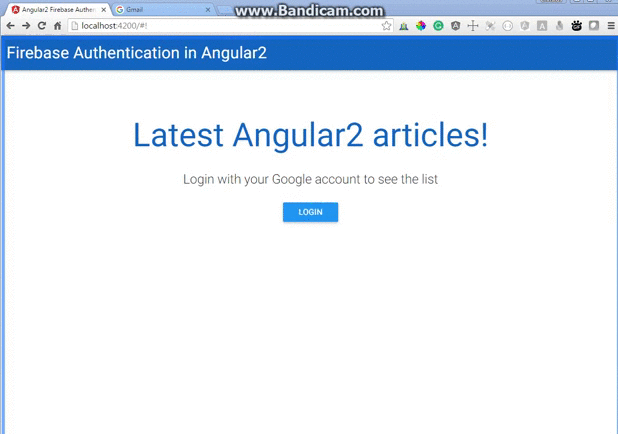 www.Bandicam.com
Angular2 Firebase Authen
Gmail
localhost:4200/#!
Firebase Authentication in Angular2
Latest Angular2 articles!
Login with your Google account to see the list
LOGIN